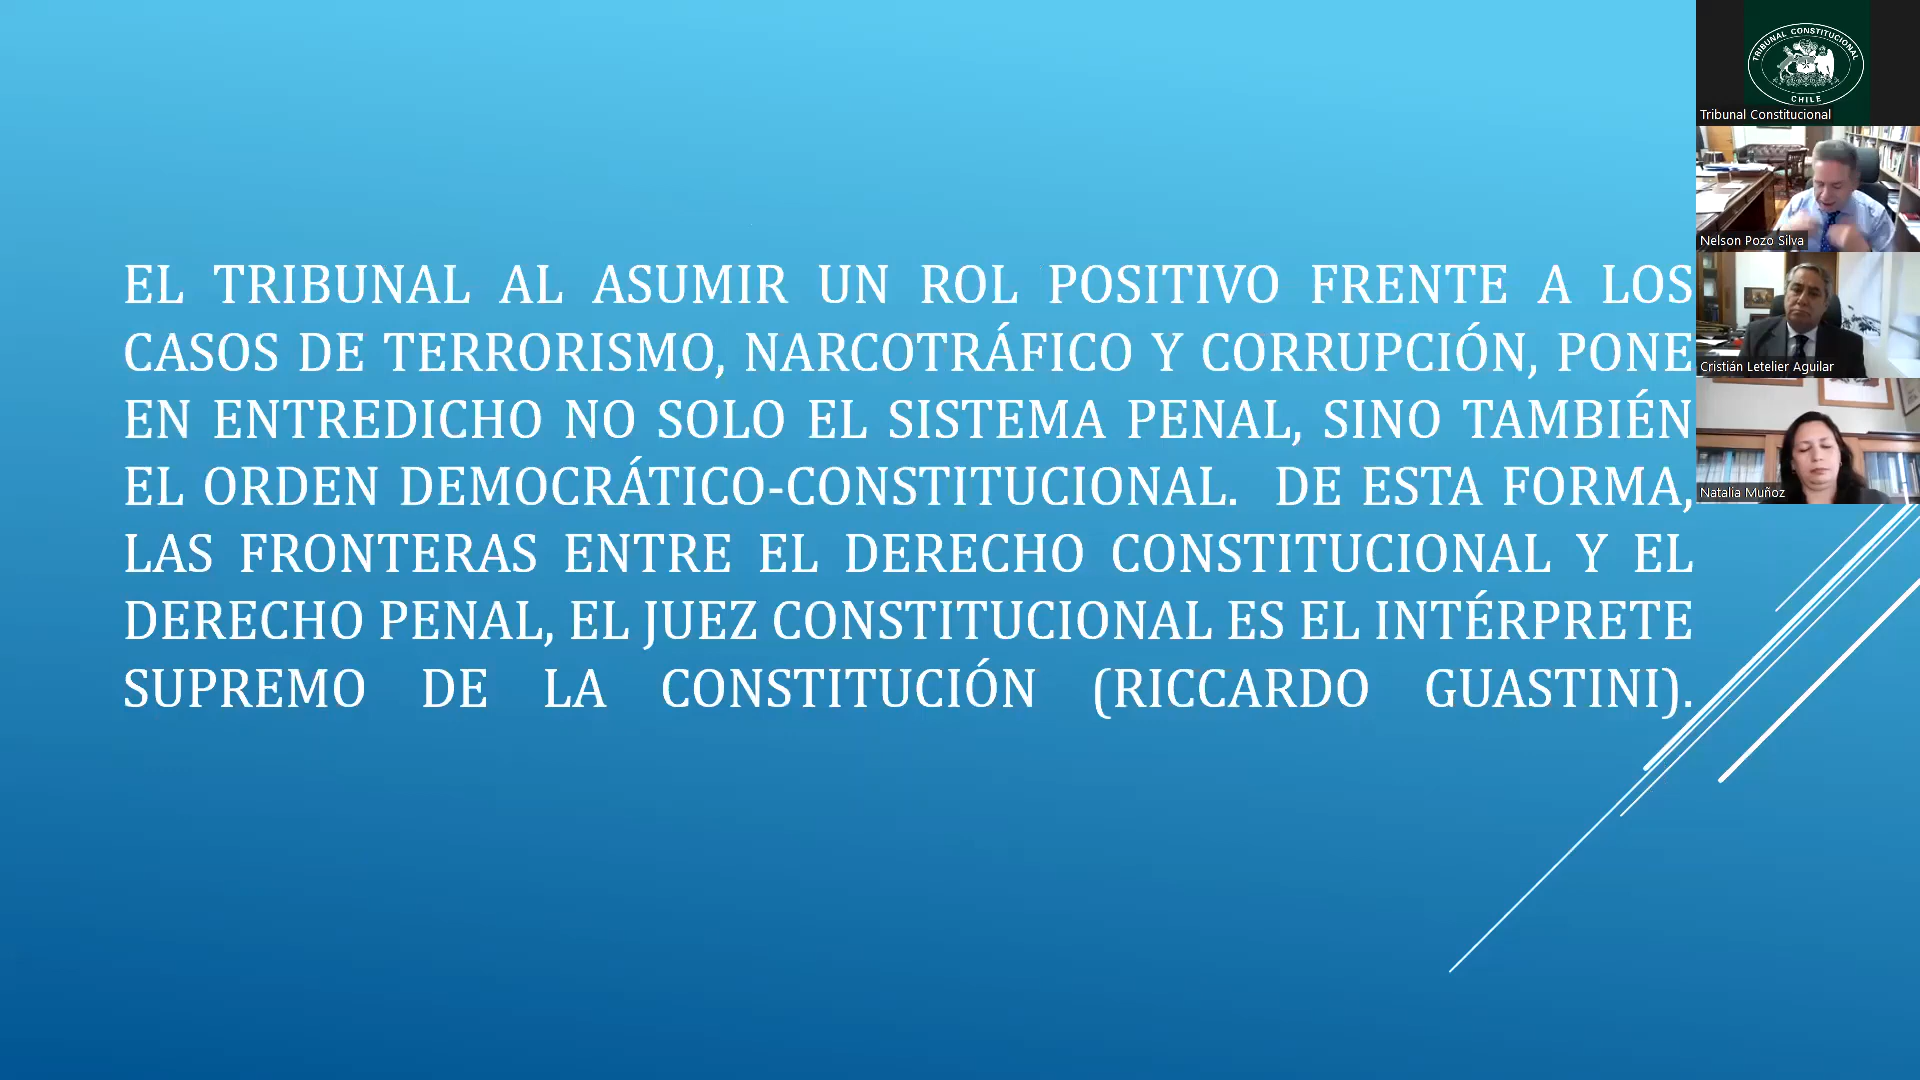 EL TRIBUNAL AL ASUMIR UN ROL POSITIVO FRENTE A LOS
CASOS DE TERRORISMO, NARCOTRÁFICO Y CORRUPCIÓN, PONE
EN ENTREDICHO NO SOLO EL SISTEMA PENAL, SINO TAMBIÉN
EL ORDEN DEMOCRÁTICO-CONSTITUCIONAL. DE ESTA FORMA,
LAS FRONTERAS ENTRE EL DERECHO CONSTITUCIONAL Y EL
DERECHO PENAL, EL JUEZ CONSTITUCIONAL ES EL INTÉRPRETE
SUPREMO DE LA CONSTITUCIÓN (RICCARDO GUASTINI).
TRIBUNAL CONSTITUCIONAL
CHILE
Tribunal Constitucional
Nelson Pozo Silva
Cristián Letelier Aguilar
Natalia Muñoz